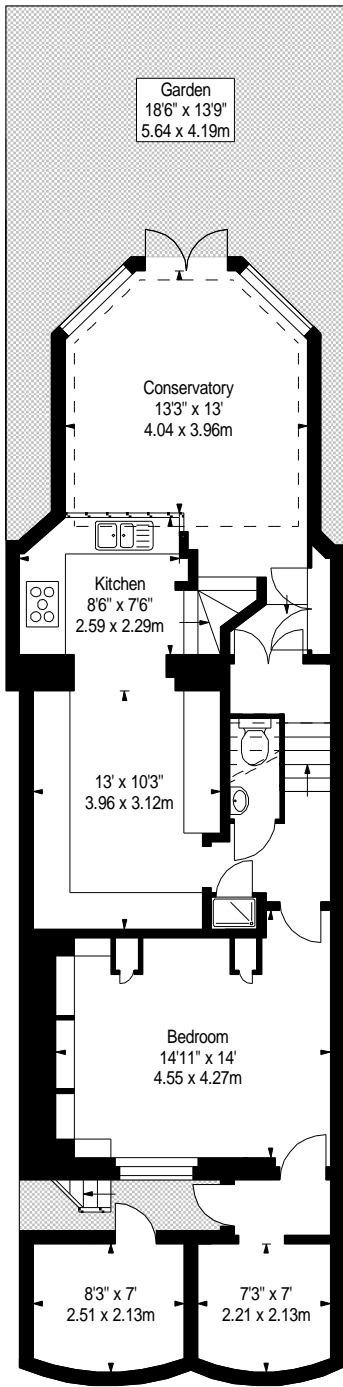 Garden
18'6" x 13'9"
5.64 x 4.19m
Conservatory
13'3" x 13'
4.04 x 3.96m
Kitchen
8'6" x 7'6"
2.59 x 2.29m
13' x 10'3"
3.96 x 3.12m
Bedroom
14'11" x 14'
4.55 x 4.27m
8'3" x 7'
2.51 x 2.13m
7'3" x 7'
2.21 x 2.13m